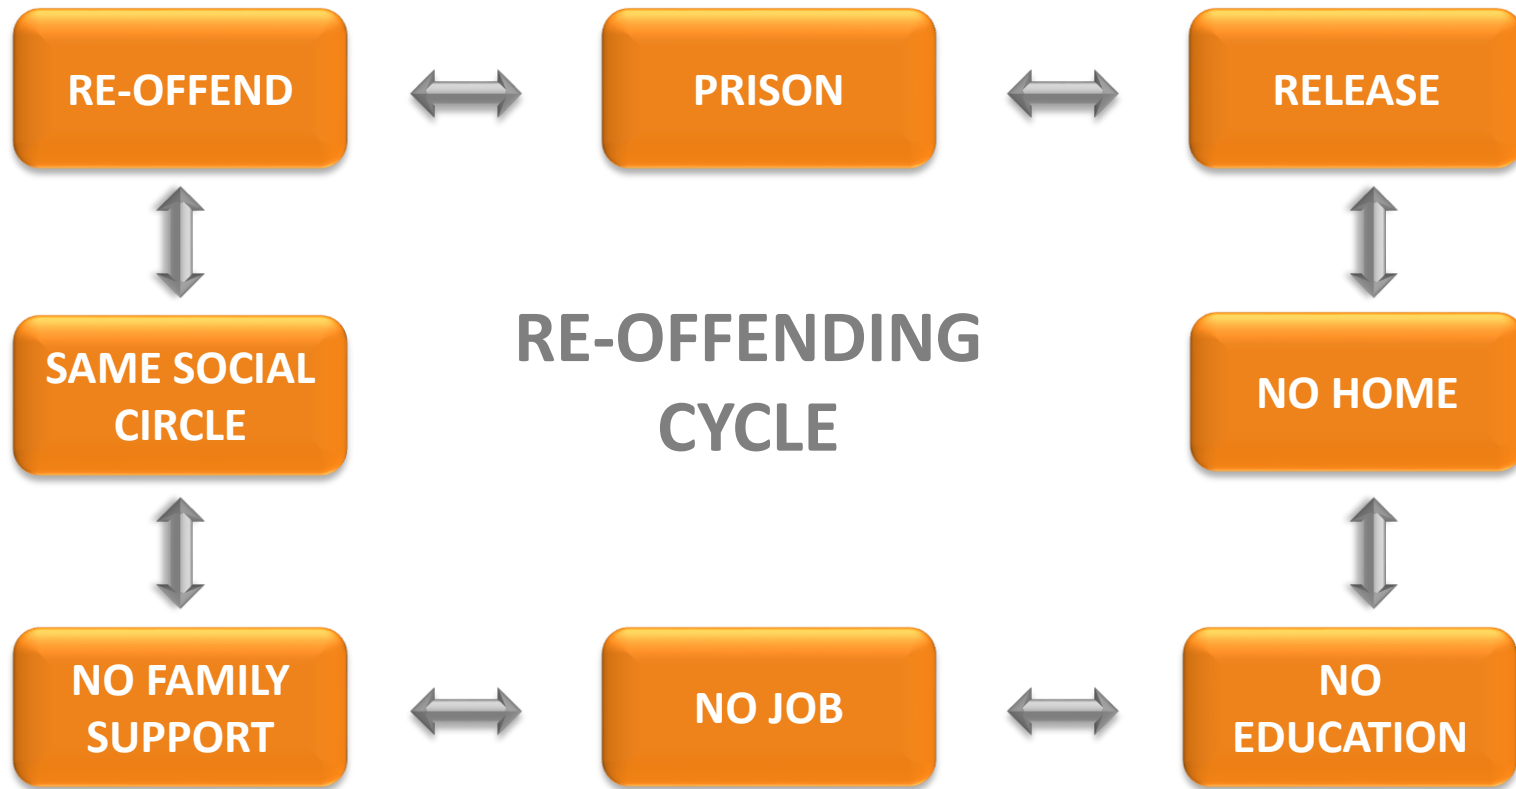 RE-OFFEND
PRISON
RELEASE
RE-OFFENDING
CYCLE
SAME SOCIAL
CIRCLE
NO HOME
NO FAMILY
SUPPORT
NO JOB
NO
EDUCATION